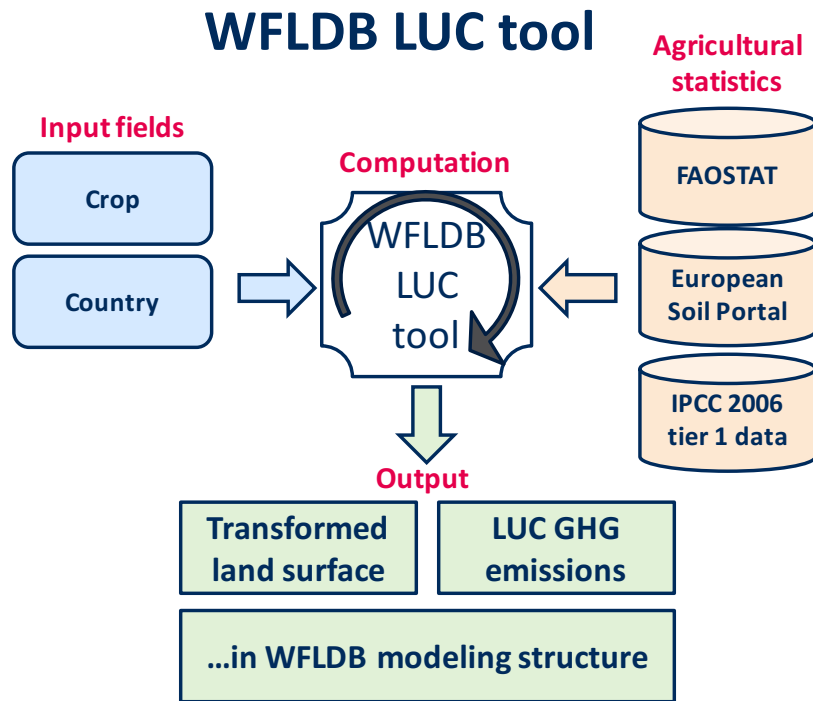 WFLDB LUC tool
Input fields
Crop
Country
Computation
WFLDB
LUC
tool
Agricultural
statistics
FAOSTAT
European
Soil Portal
IPCC 2006
tier 1 data
Output
Transformed
land surface
LUC GHG
emissions
...in WFLDB modeling structure